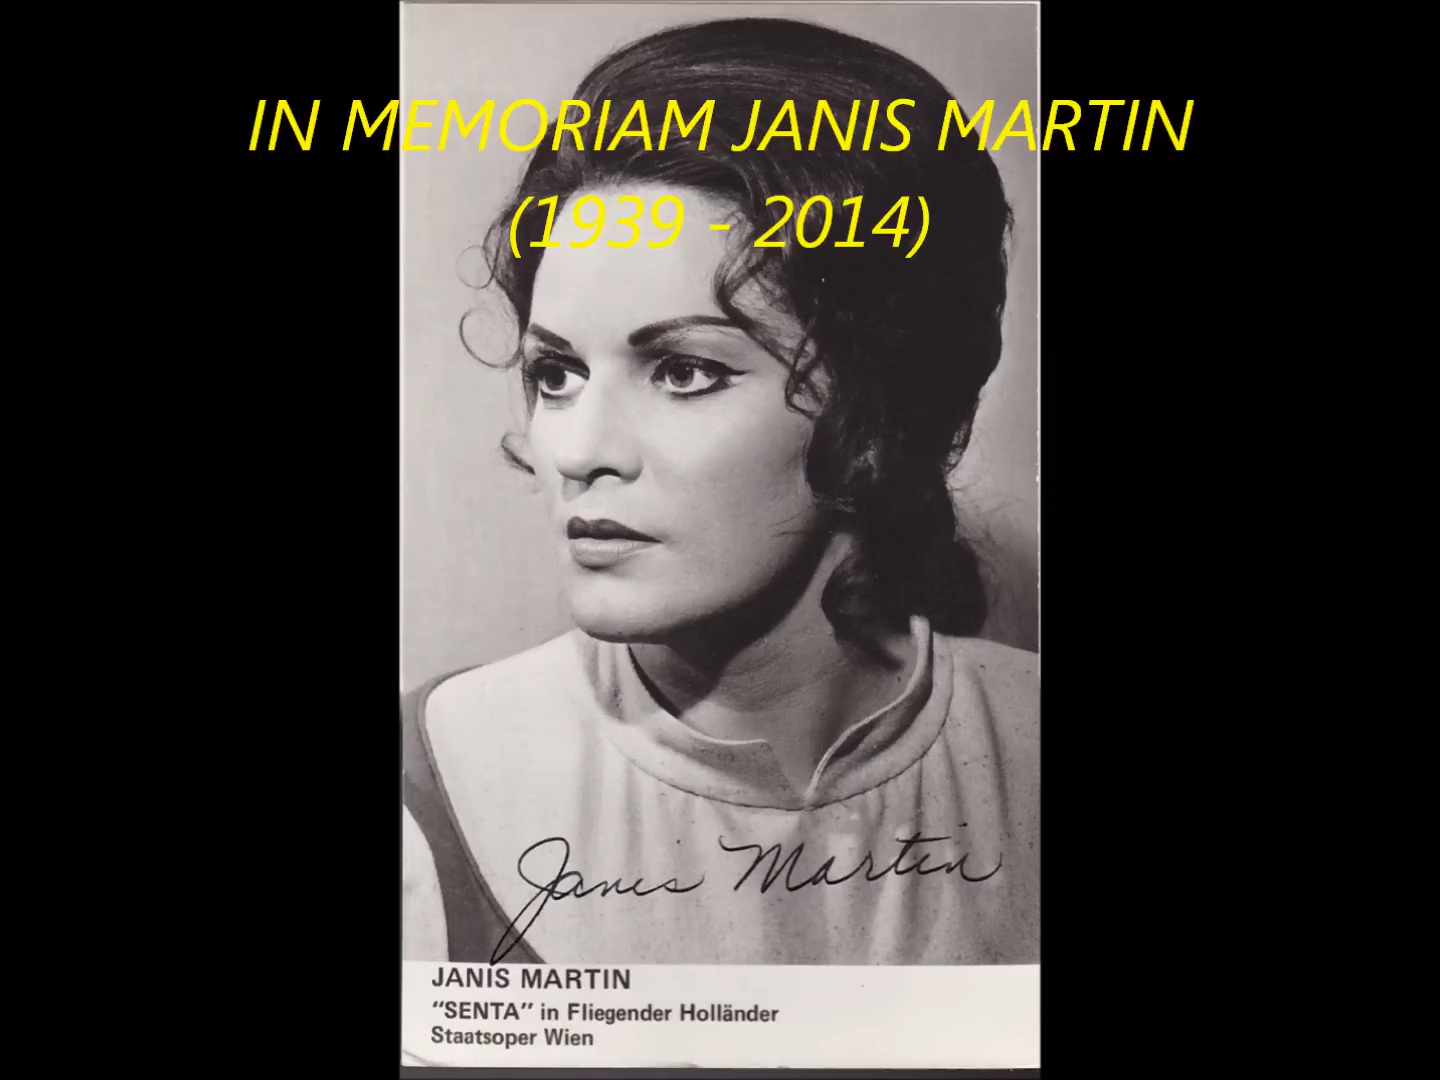 IN MEMORIAM JANIS MARTIN
(1939 - 2014)
Janis Martin
JANIS MARTIN
“SENTA” in Fliegender Holländer
Staatsoper Wien